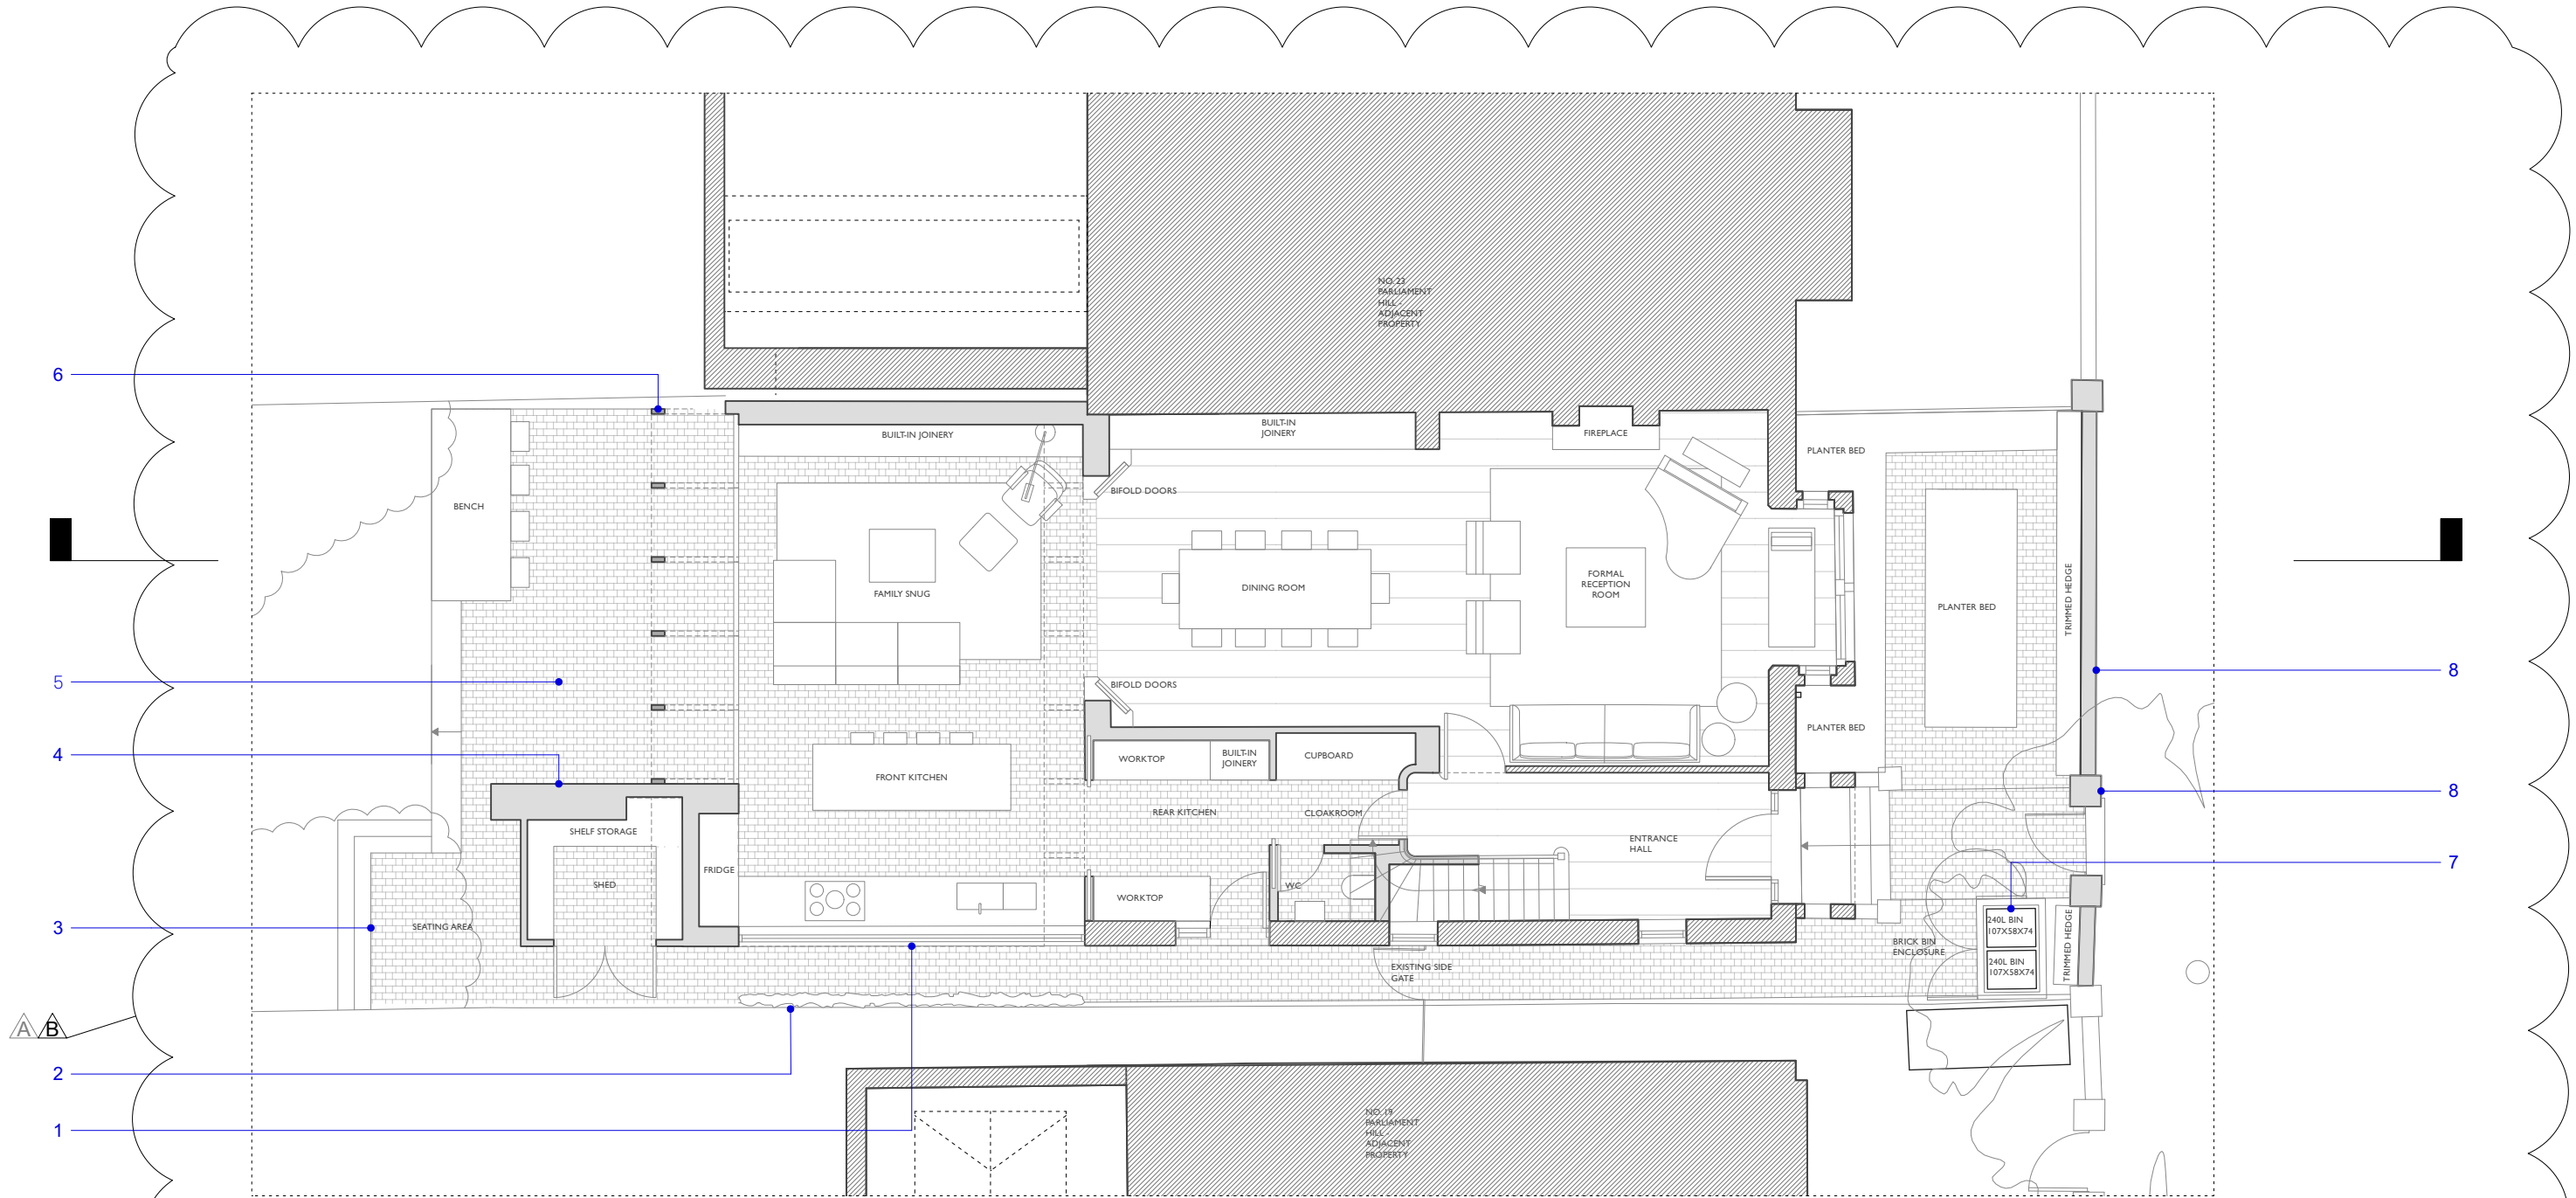 NO. 23
PARLIAMENT
HILL -
ADJACENT
PROPERTY
6
BUILT-IN JOINERY
BUILT-IN
JOINERY
FIREPLACE
PLANTER BED
BENCH
BIFOLD DOORS
FAMILY SNUG
DINING ROOM
FORMAL
RECEPTION
ROOM
PLANTER BED
TRIMMED HEDGE
5
8
BIFOLD DOORS
PLANTER BED
4
WORKTOP
BUILT-IN
JOINERY
CUPBOARD
FRONT KITCHEN
8
SHELF STORAGE
REAR KITCHEN
CLOAKROOM
ENTRANCE
HALL
7
FRIDGE
SHED
WC
WORKTOP
3
SEATING AREA
240L BIN
107X58X74
TRIMMED HEDGE
BRICK BIN
ENCLOSURE
EXISTING SIDE
GATE
240L BIN
107X58X74
A
B
2
1
NO. 19
PARLIAMENT
HILL -
ADJACENT
PROPERTY